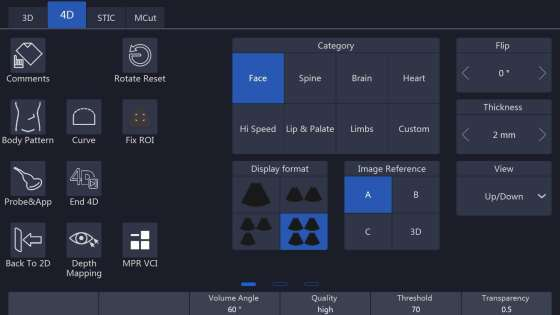 3D
4D
STIC
MCut
Comments
Rotate Reset
Body Pattern
Curve
Fix ROI
Probe&App
4D
End 4D
Back To 2D
Depth
Mapping
MPR VCI
Category
Face
Spine
Brain
Heart
Hi Speed
Lip & Palate
Limbs
Custom
Display format
Image Reference
A
B
C
3D
Flip
0 °
Thickness
2 mm
View
Up/Down
Volume Angle
60 °
Quality
high
Threshold
70
Transparency
0.5